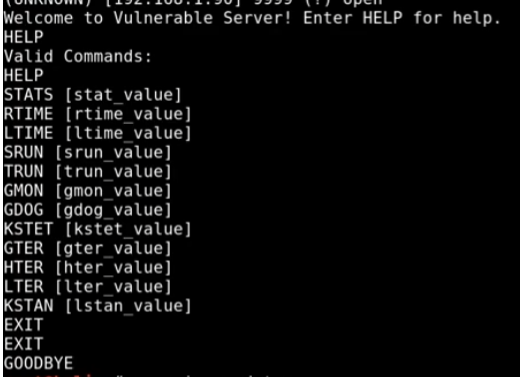 (UNKNOWN) [192.168.1.90] 9999 (?) open
Welcome to Vulnerable Server! Enter HELP for help.
HELP
Valid Commands:
HELP
STATS [stat_value]
RTIME [rtime_value]
LTIME [ltime_value]
SRUN [srun_value]
TRUN [trun_value]
GMON [gmon_value]
GDOG [gdog_value]
KSTET [kstet_value]
GTER [gter_value]
HTER [hter_value]
LTER [lter_value]
KSTAN [lstan_value]
EXIT
EXIT
GOODBYE